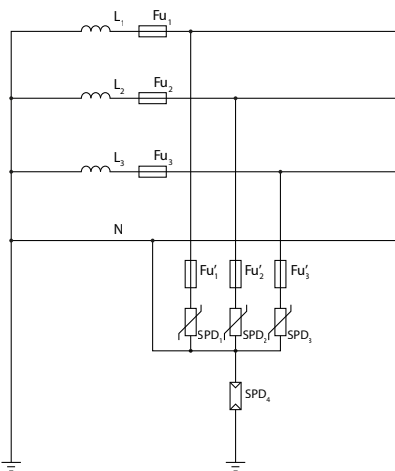 L₁ Fu₁
L₂ Fu₂
L₃ Fu₃
N
Fu'₁ Fu'₂ Fu'₃
SPD₁ SPD₂ SPD₃
SPD₄